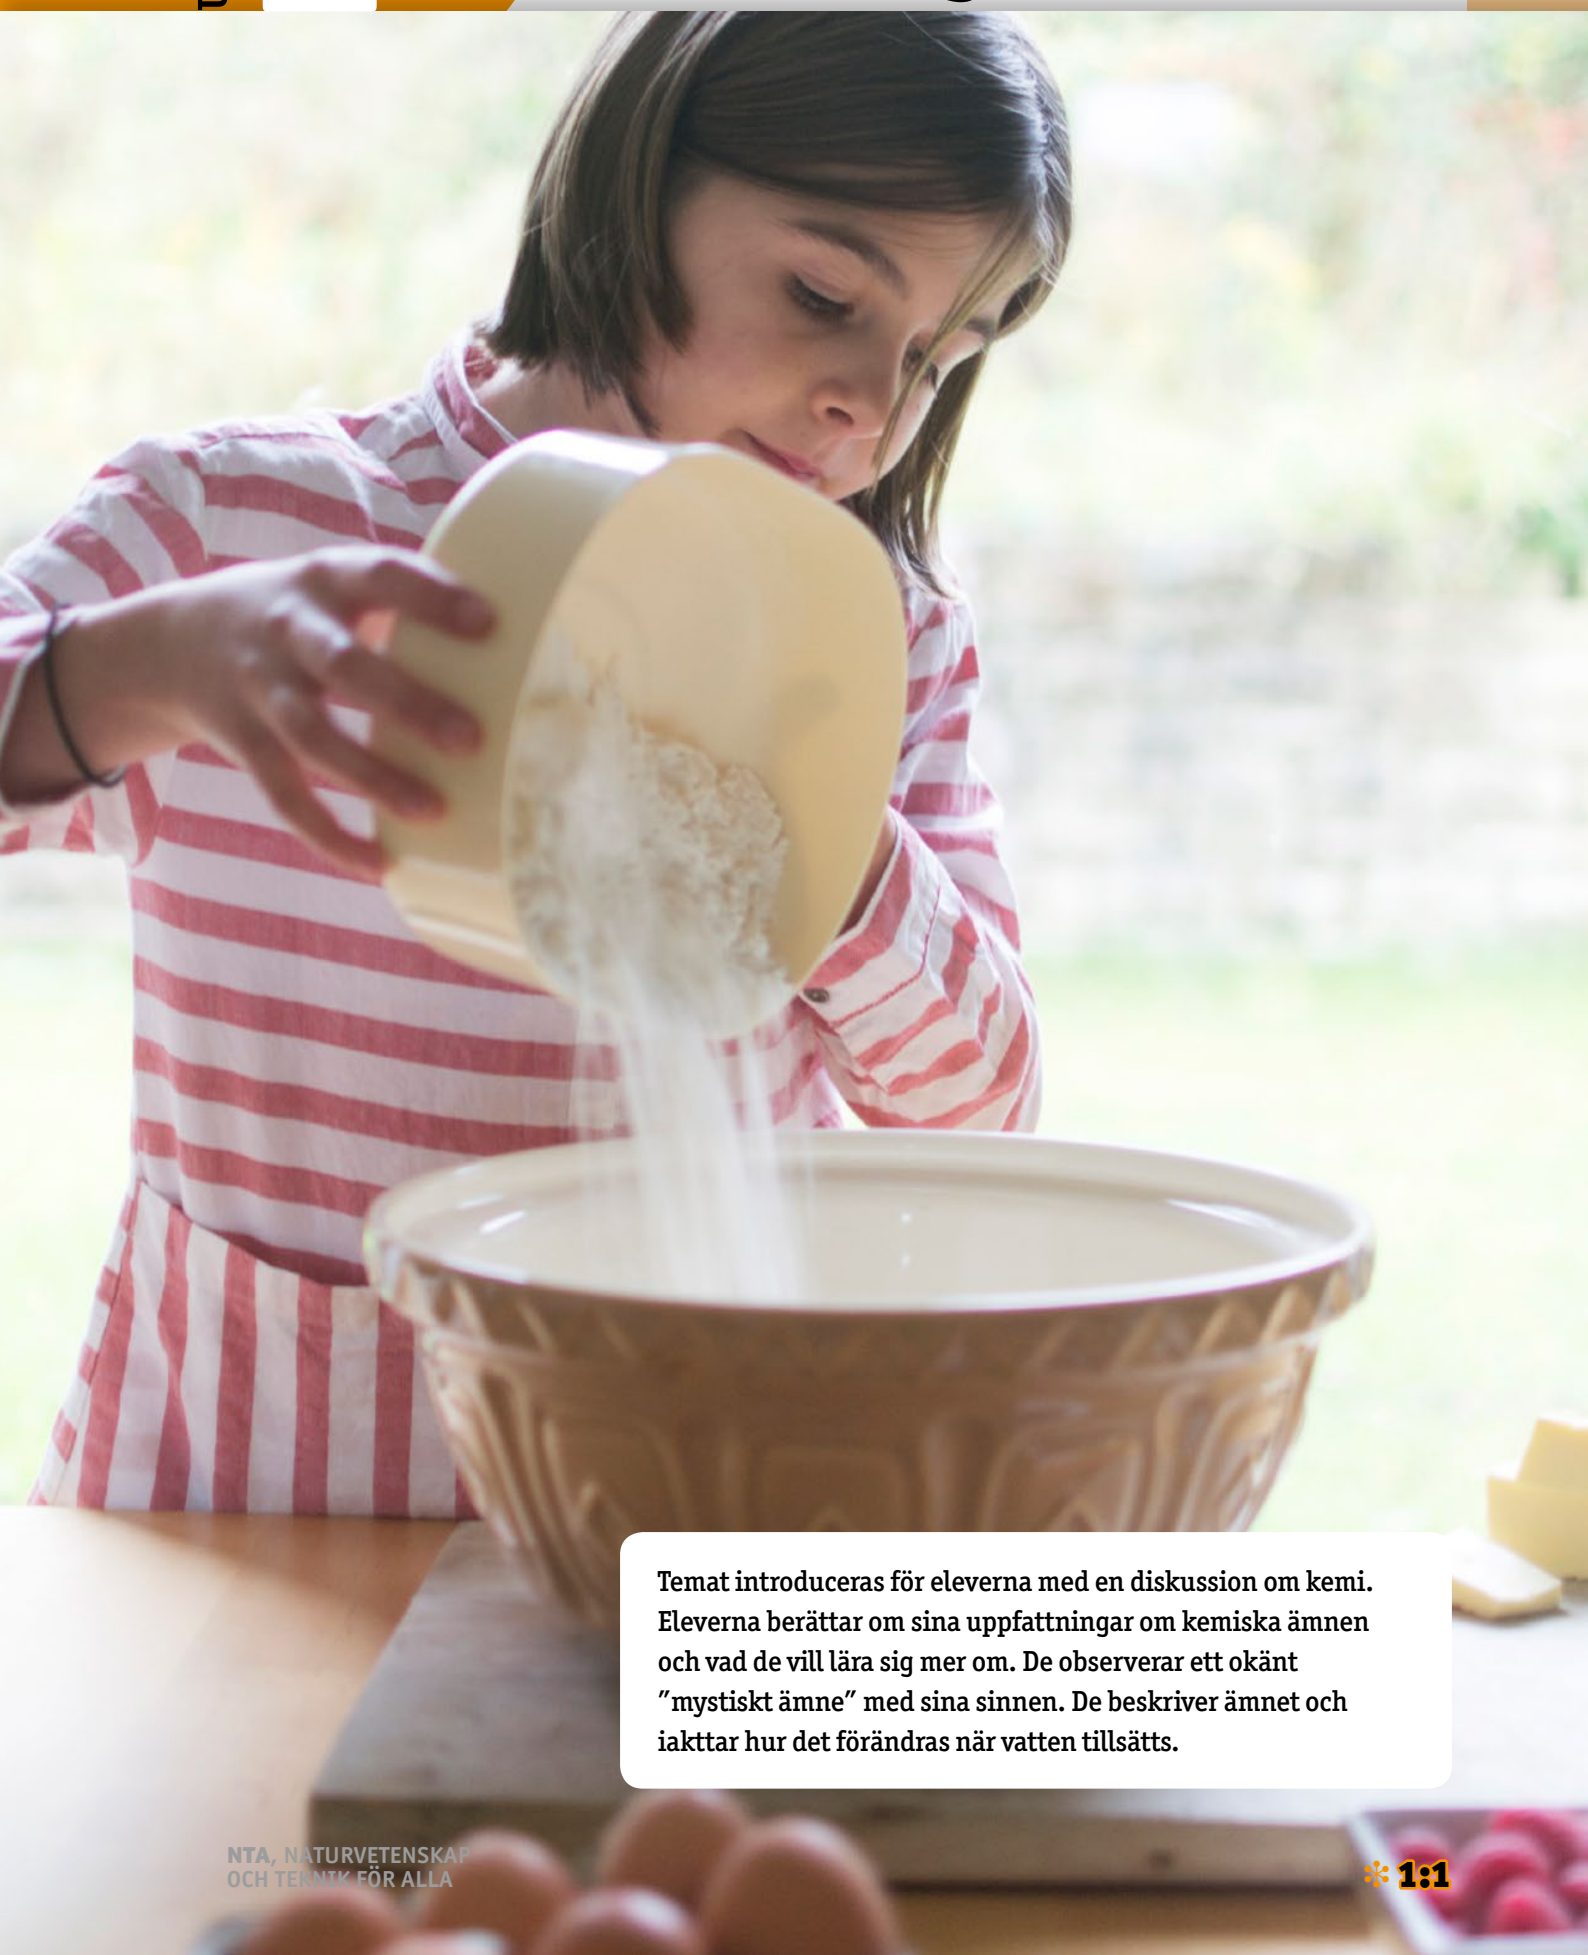 Temat introduceras för eleverna med en diskussion om kemi.
Eleverna berättar om sina uppfattningar om kemiska ämnen
och vad de vill lära sig mer om. De observerar ett okänt
”mystiskt ämne” med sina sinnen. De beskriver ämnet och
iakttar hur det förändras när vatten tillsätts.
NTA, NATURVETENSKAP
OCH TEKNIK FÖR ALLA
1:1